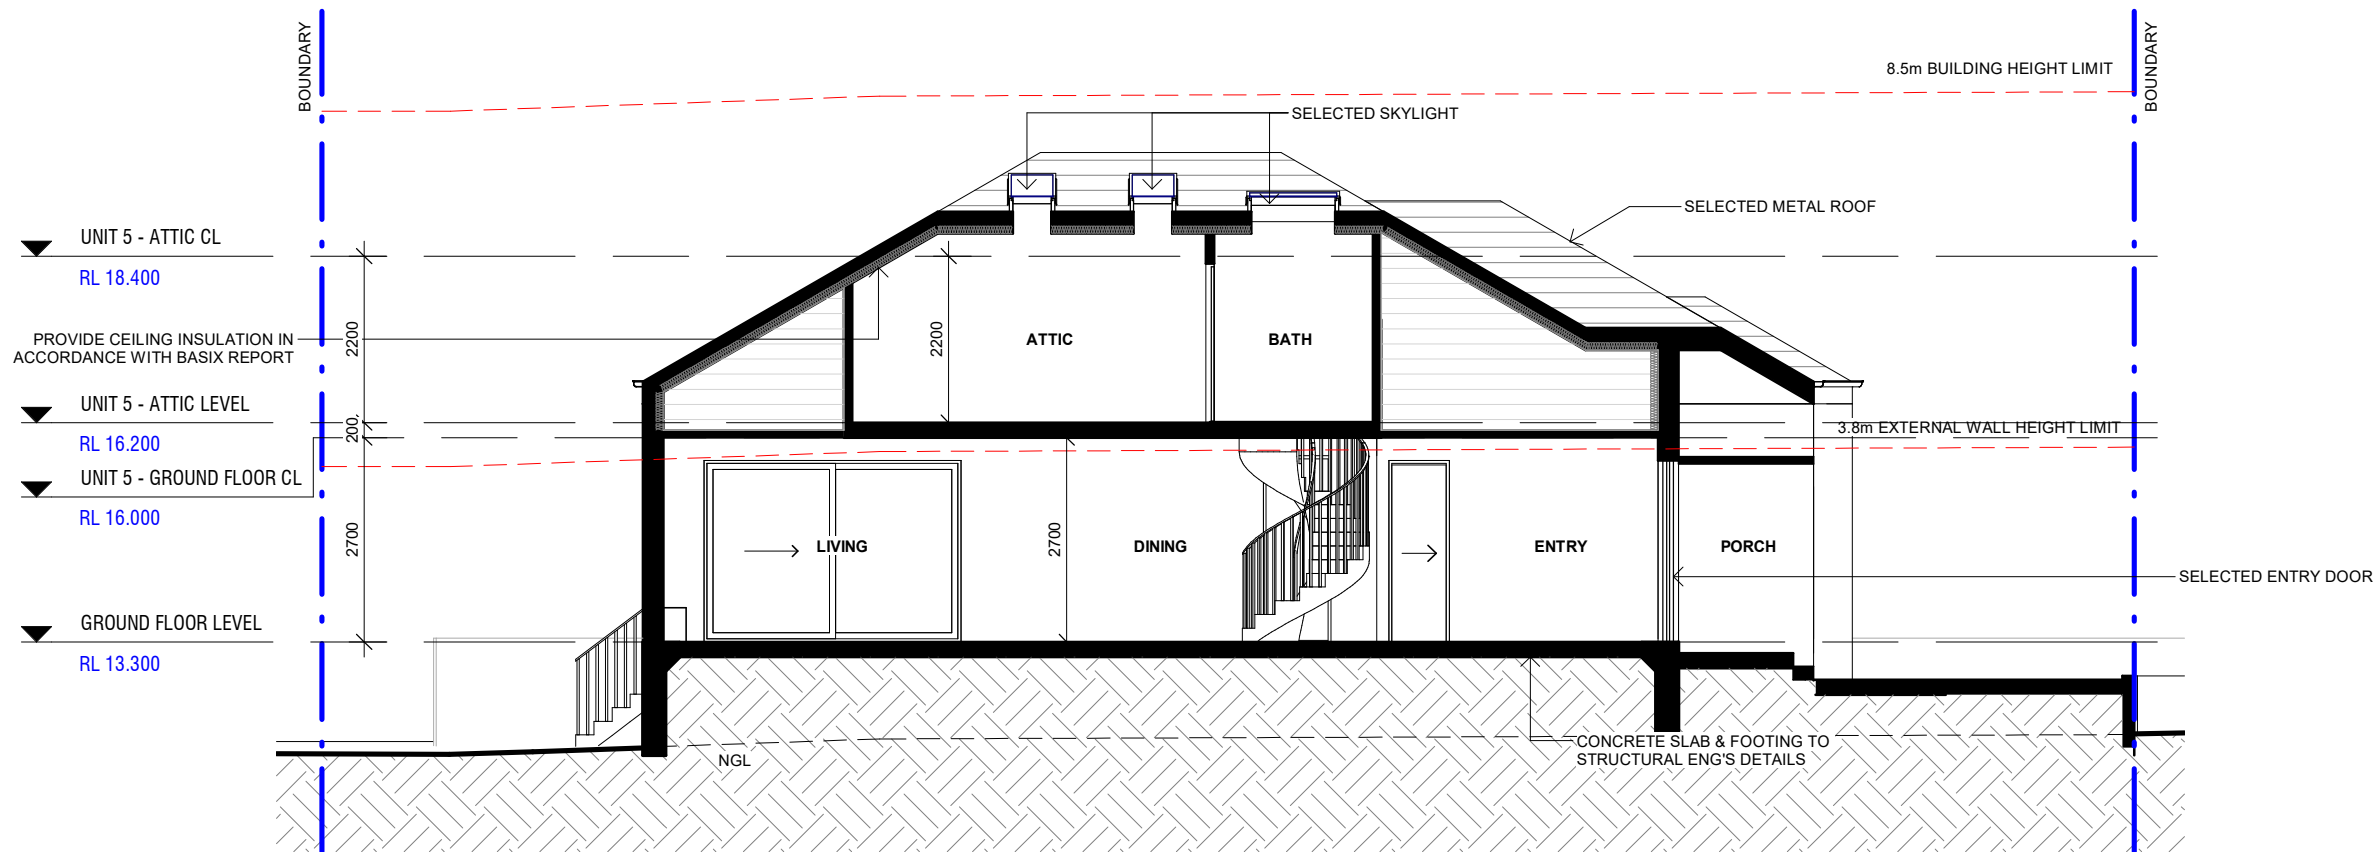 BOUNDARY
BOUNDARY
8.5m BUILDING HEIGHT LIMIT
SELECTED SKYLIGHT
SELECTED METAL ROOF
UNIT 5 - ATTIC CL
RL 18.400
PROVIDE CEILING INSULATION IN
ACCORDANCE WITH BASIX REPORT
2200
2200
ATTIC
BATH
UNIT 5 - ATTIC LEVEL
RL 16.200
200
3.8m EXTERNAL WALL HEIGHT LIMIT
UNIT 5 - GROUND FLOOR CL
RL 16.000
2700
2700
LIVING
DINING
ENTRY
PORCH
SELECTED ENTRY DOOR
GROUND FLOOR LEVEL
RL 13.300
NGL
CONCRETE SLAB & FOOTING TO
STRUCTURAL ENG'S DETAILS